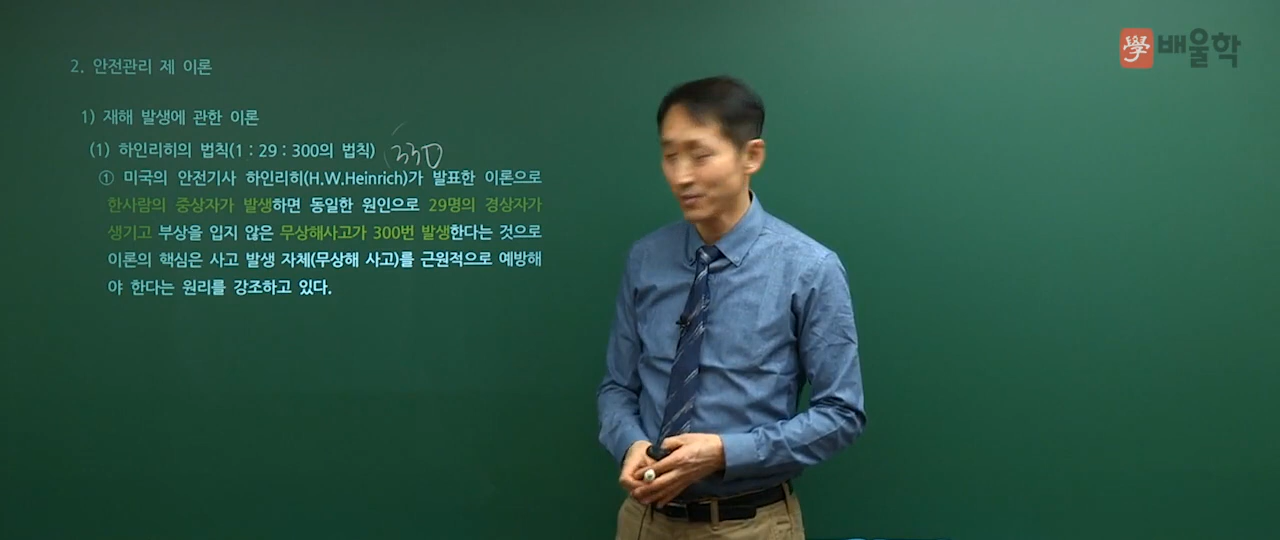 學 배울학
2. 안전관리 제 이론
1) 재해 발생에 관한 이론
(1) 하인리히의 법칙(1 : 29 : 300의 법칙) 330
① 미국의 안전기사 하인리히(H.W.Heinrich)가 발표한 이론으로
한사람의 중상자가 발생하면 동일한 원인으로 29명의 경상자가
생기고 부상을 입지 않은 무상해사고가 300번 발생한다는 것으로
이론의 핵심은 사고 발생 자체(무상해 사고)를 근원적으로 예방해
야 한다는 원리를 강조하고 있다.